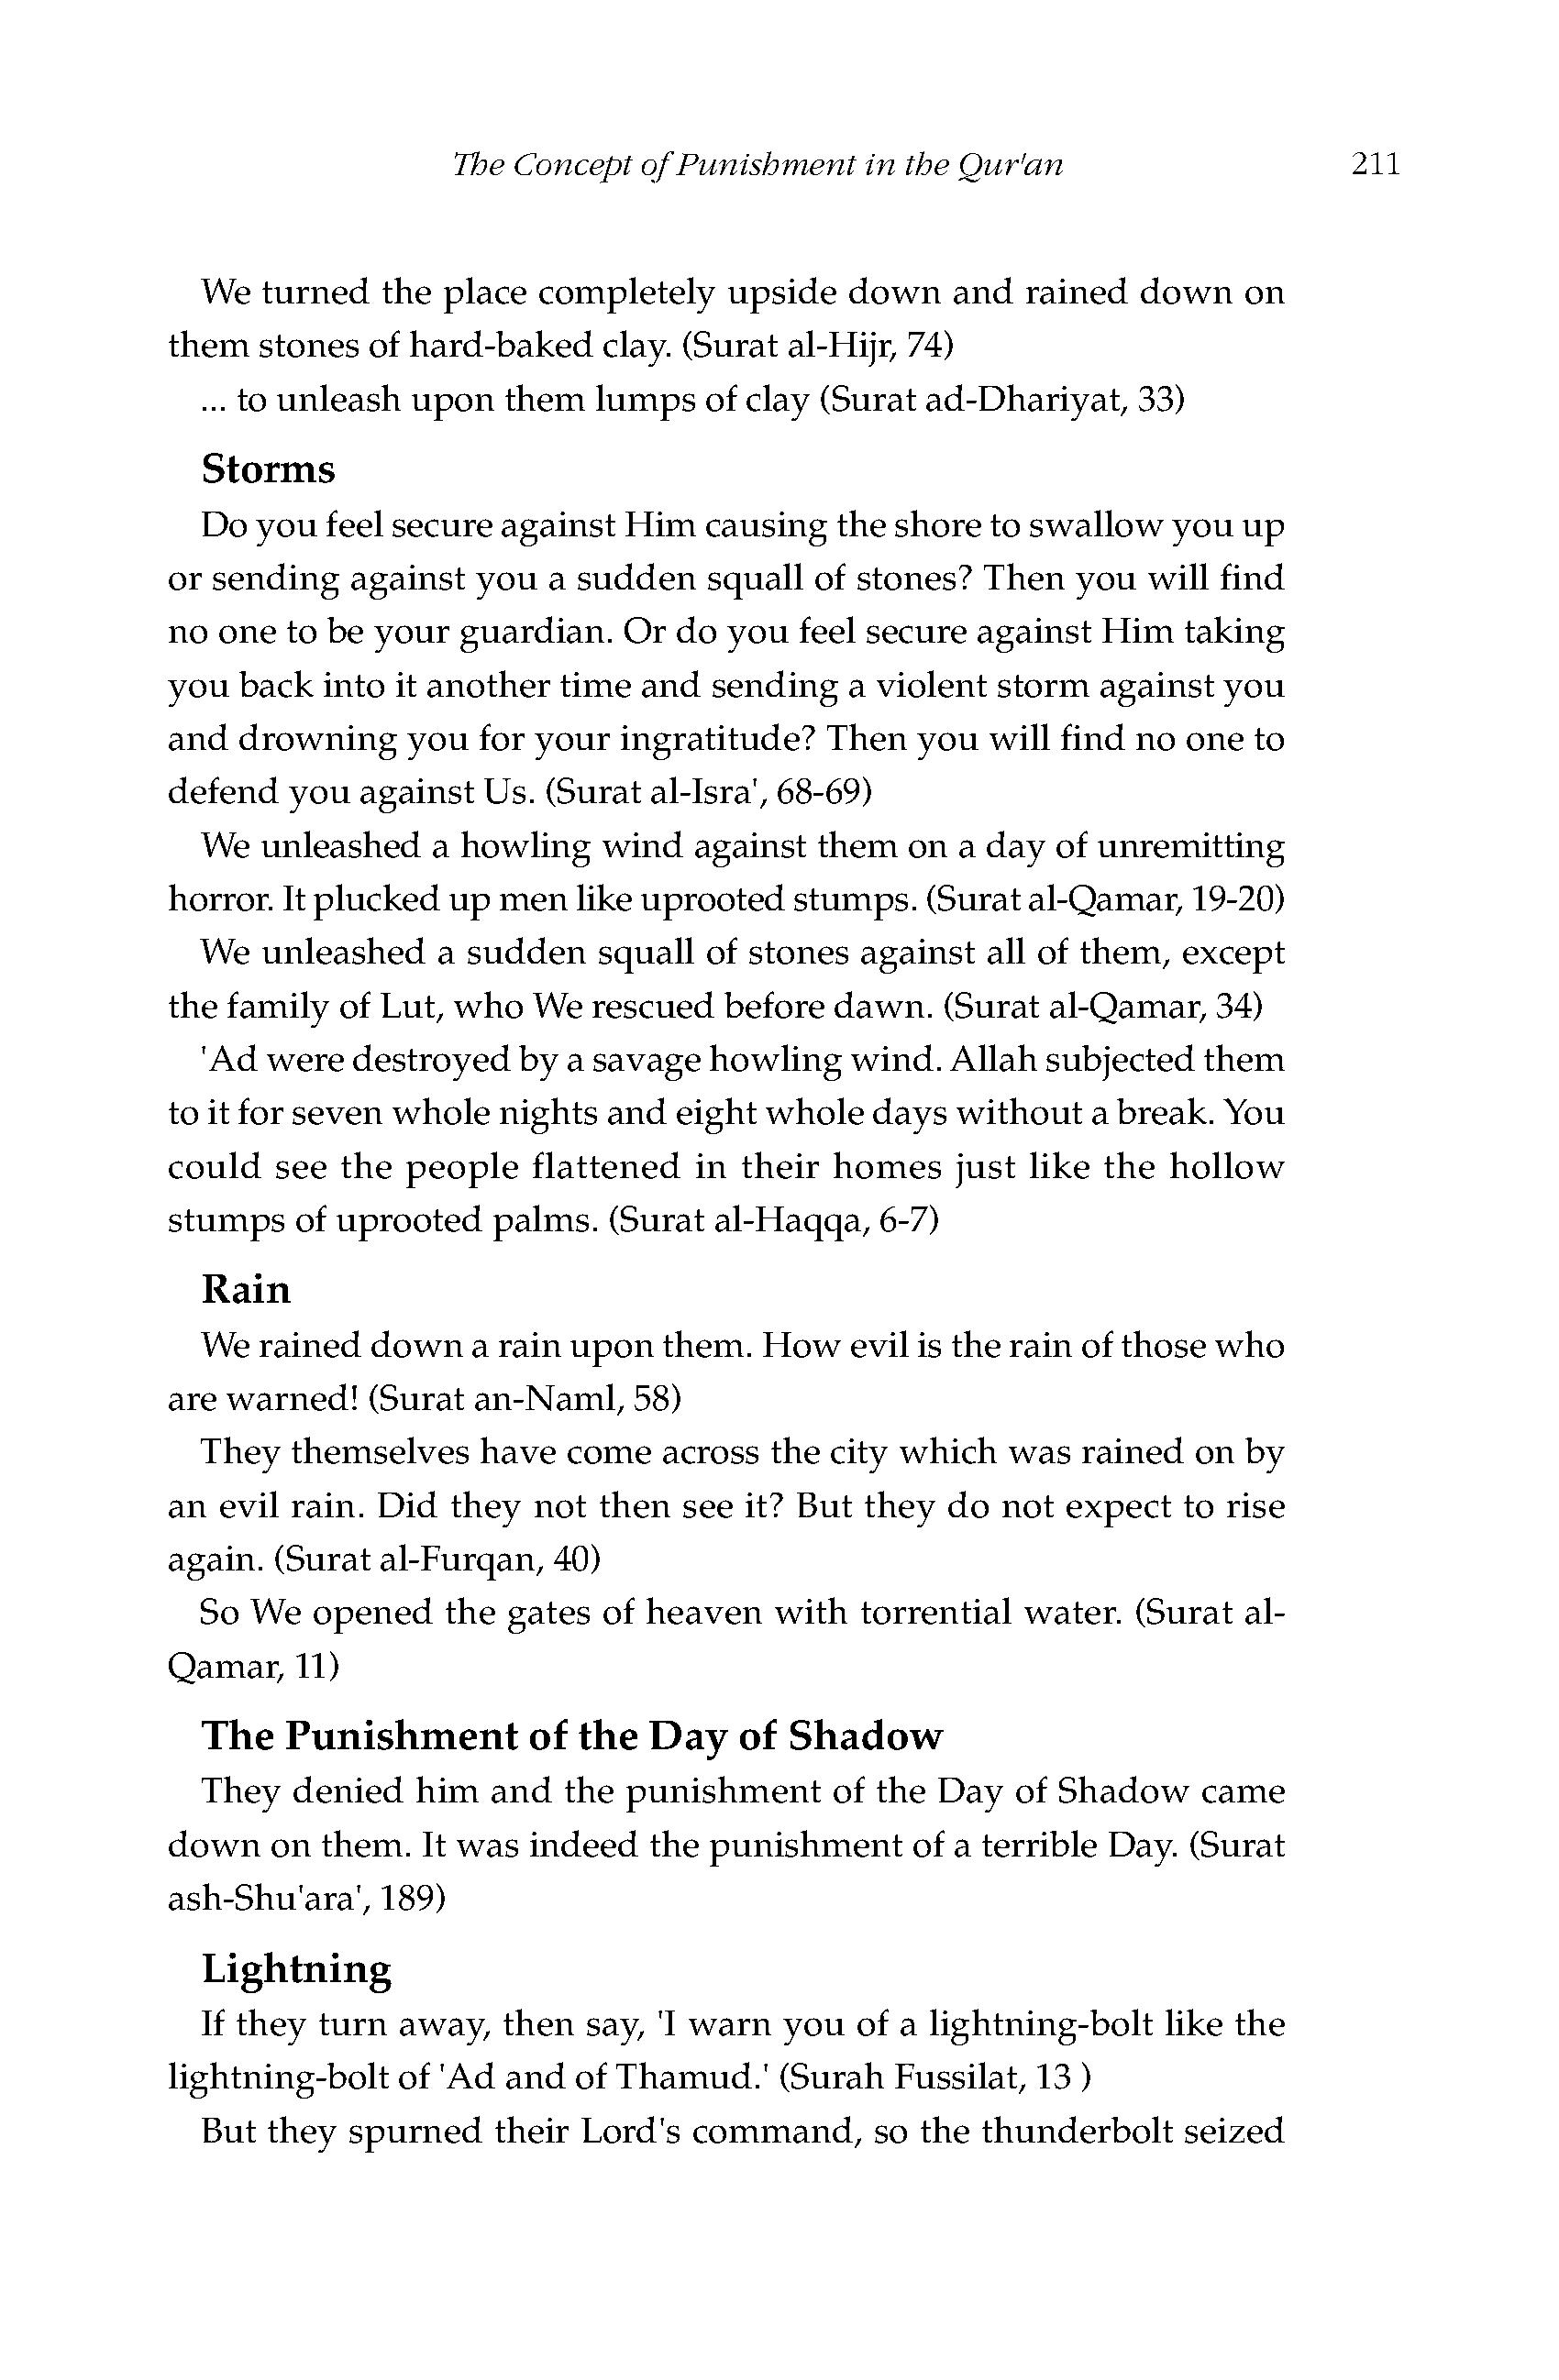 The Concept of Punishment in the Qur'an 211
We turned the place completely upside down and rained down on
them stones of hard-baked clay. (Surat al-Hijr, 74)
... to unleash upon them lumps of clay (Surat ad-Dhariyat, 33)
Storms
Do you feel secure against Him causing the shore to swallow you up
or sending against you a sudden squall of stones? Then you will find
no one to be your guardian. Or do you feel secure against Him taking
you back into it another time and sending a violent storm against you
and drowning you for your ingratitude? Then you will find no one to
defend you against Us. (Surat al-Isra', 68-69)
We unleashed a howling wind against them on a day of unremitting
horror. It plucked up men like uprooted stumps. (Surat al-Qamar, 19-20)
We unleashed a sudden squall of stones against all of them, except
the family of Lut, who We rescued before dawn. (Surat al-Qamar, 34)
'Ad were destroyed by a savage howling wind. Allah subjected them
to it for seven whole nights and eight whole days without a break. You
could see the people flattened in their homes just like the hollow
stumps of uprooted palms. (Surat al-Haqqa, 6-7)
Rain
We rained down a rain upon them. How evil is the rain of those who
are warned! (Surat an-Naml, 58)
They themselves have come across the city which was rained on by
an evil rain. Did they not then see it? But they do not expect to rise
again. (Surat al-Furqan, 40)
So We opened the gates of heaven with torrential water. (Surat al-
Qamar, 11)
The Punishment of the Day of Shadow
They denied him and the punishment of the Day of Shadow came
down on them. It was indeed the punishment of a terrible Day. (Surat
ash-Shu'ara', 189)
Lightning
If they turn away, then say, 'I warn you of a lightning-bolt like the
lightning-bolt of 'Ad and of Thamud.' (Surah Fussilat, 13 )
But they spurned their Lord's command, so the thunderbolt seized